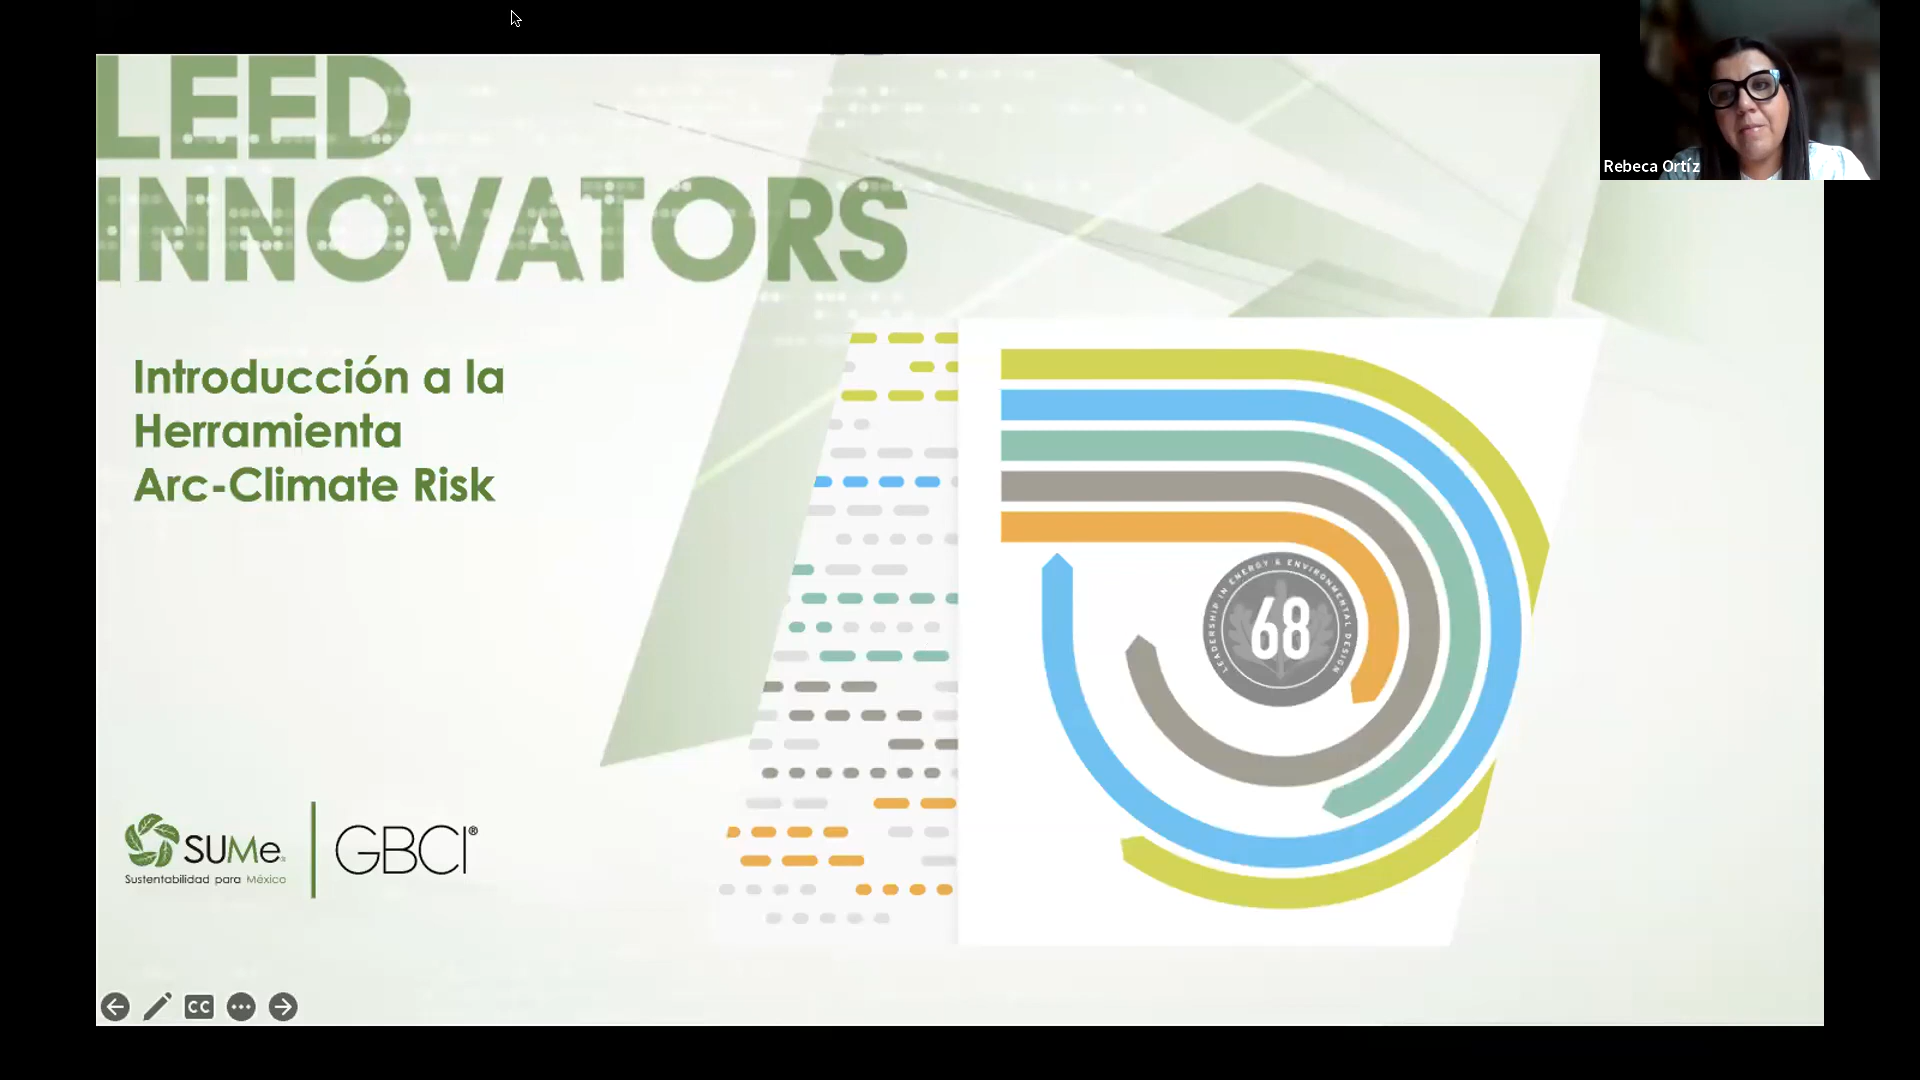 LEED
INNOVATORS
Rebeca Ortíz
Introducción a la
Herramienta
Arc-Climate Risk
LEADERSHIP IN ENERGY & ENVIRONMENTAL DESIGN
68
SUMe
Sustentabilidad para México
GBCI®
CC